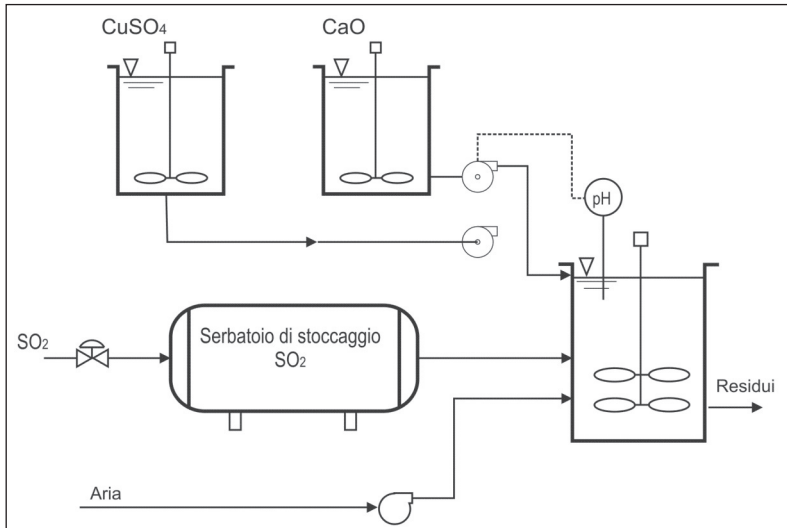 CuSO₄
CaO
pH
SO₂
Serbatoio di stoccaggio
SO₂
Residui
Aria